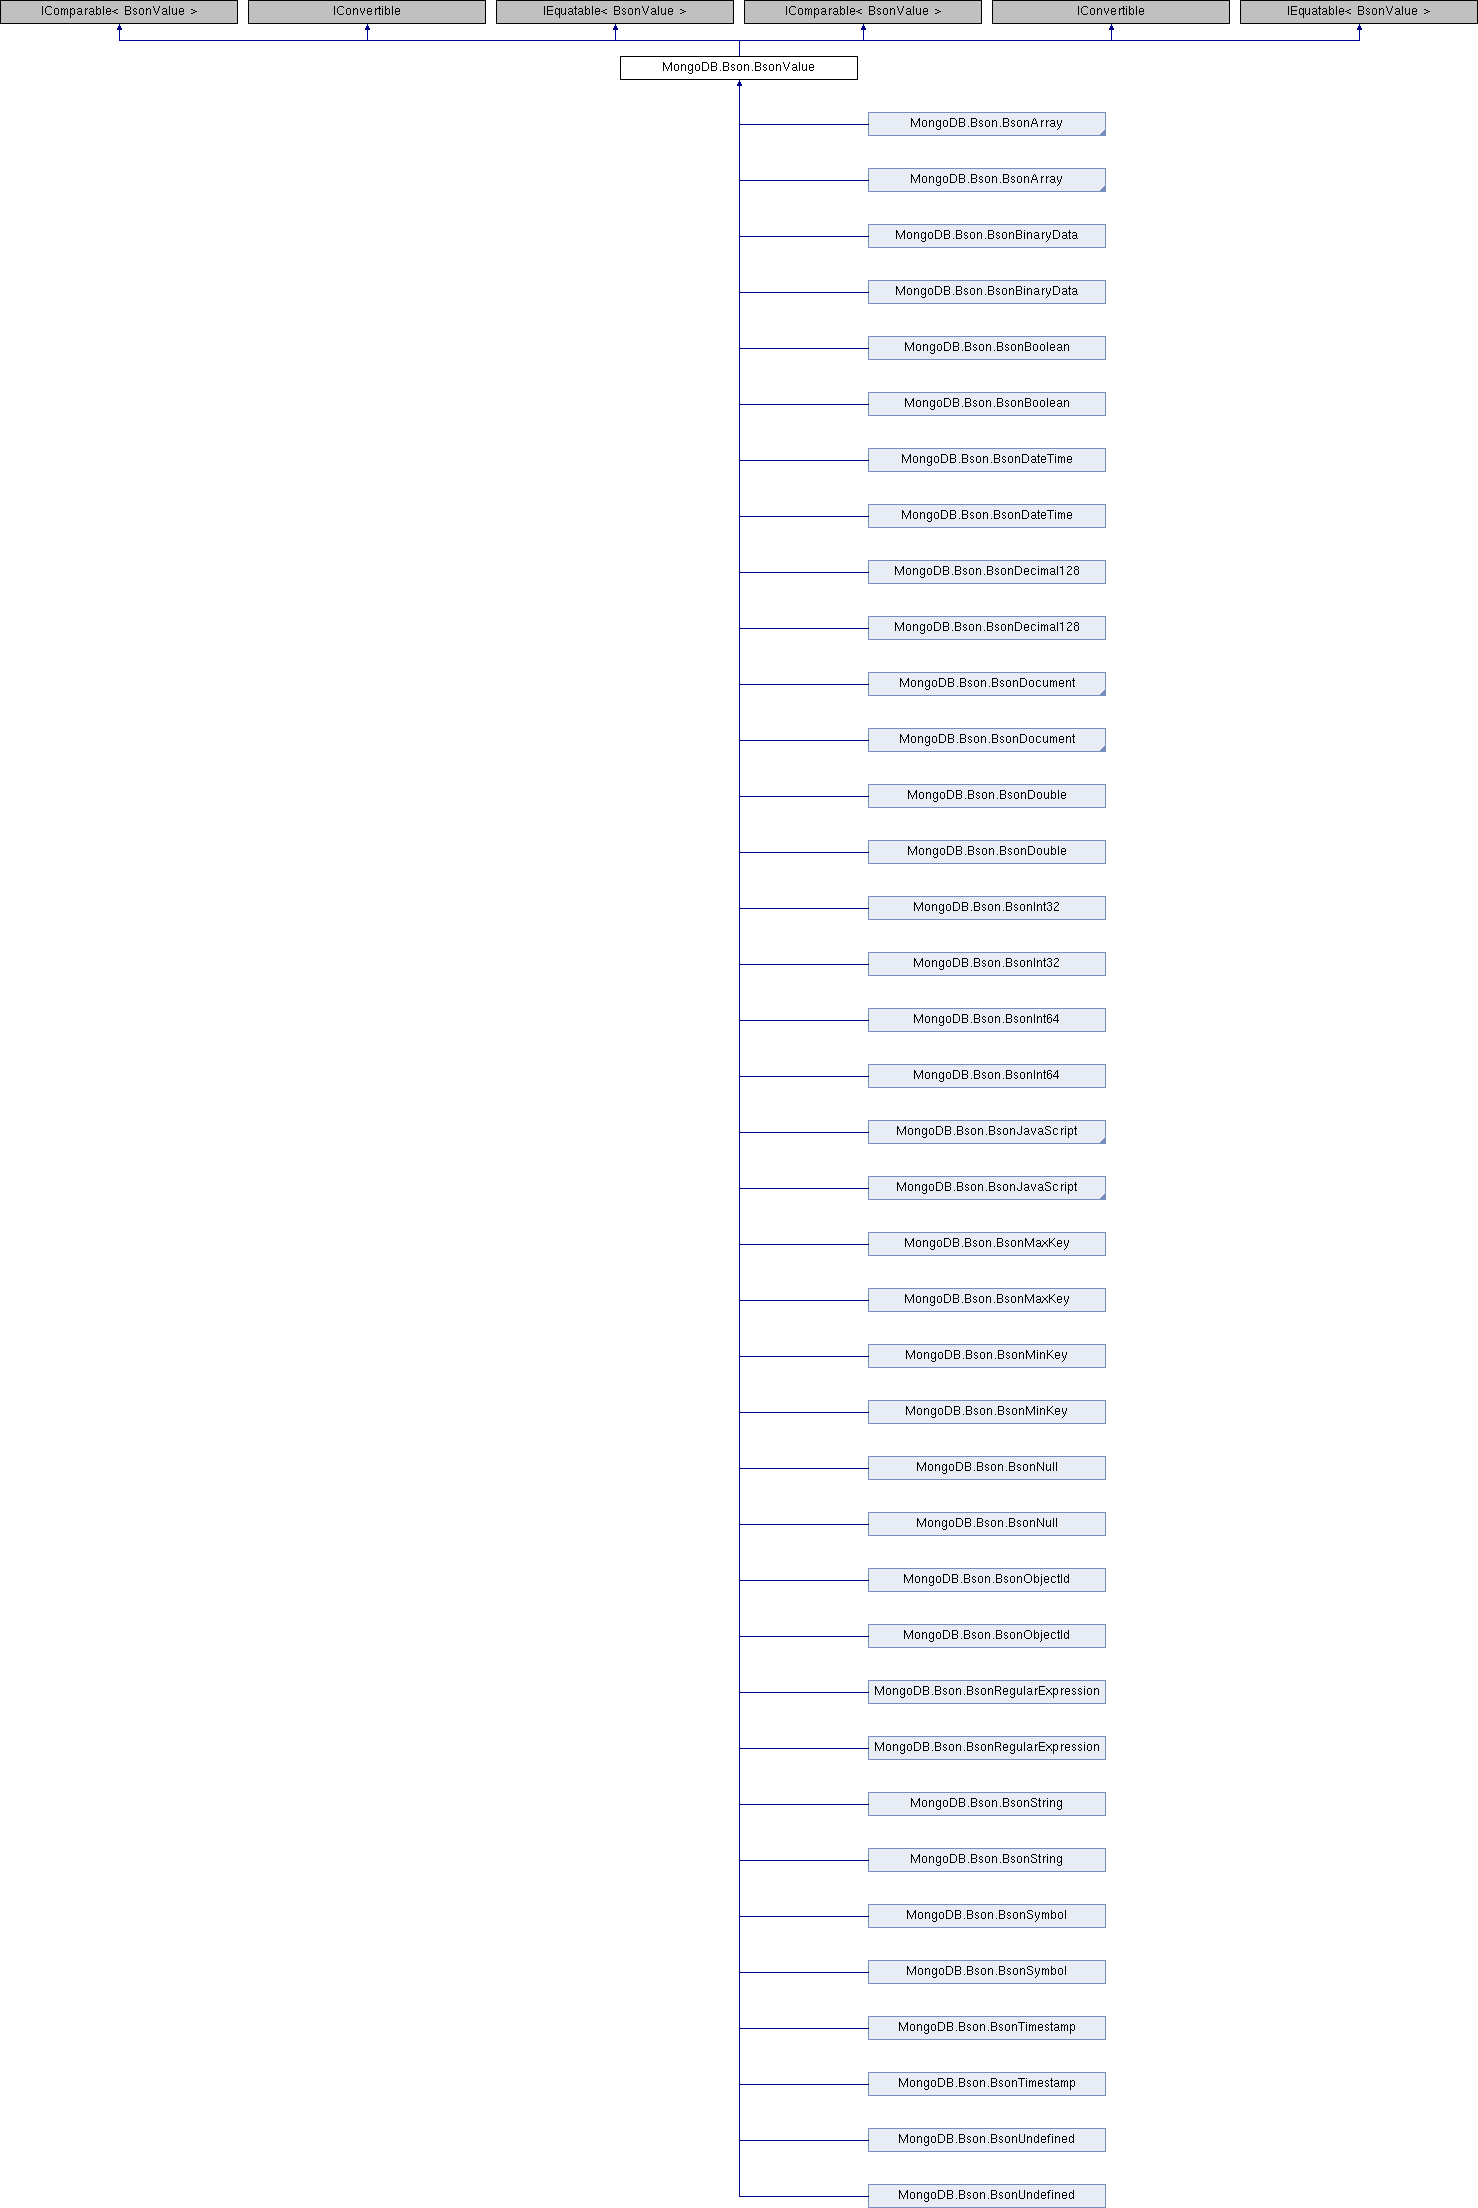 IComparable< BsonValue >
IConvertible
IEquatable< BsonValue >
IComparable< BsonValue >
IConvertible
IEquatable< BsonValue >
MongoDB.Bson.BsonValue
MongoDB.Bson.BsonArray
MongoDB.Bson.BsonArray
MongoDB.Bson.BsonBinaryData
MongoDB.Bson.BsonBinaryData
MongoDB.Bson.BsonBoolean
MongoDB.Bson.BsonBoolean
MongoDB.Bson.BsonDateTime
MongoDB.Bson.BsonDateTime
MongoDB.Bson.BsonDecimal128
MongoDB.Bson.BsonDecimal128
MongoDB.Bson.BsonDocument
MongoDB.Bson.BsonDocument
MongoDB.Bson.BsonDouble
MongoDB.Bson.BsonDouble
MongoDB.Bson.BsonInt32
MongoDB.Bson.BsonInt32
MongoDB.Bson.BsonInt64
MongoDB.Bson.BsonInt64
MongoDB.Bson.BsonJavaScript
MongoDB.Bson.BsonJavaScript
MongoDB.Bson.BsonMaxKey
MongoDB.Bson.BsonMaxKey
MongoDB.Bson.BsonMinKey
MongoDB.Bson.BsonMinKey
MongoDB.Bson.BsonNull
MongoDB.Bson.BsonNull
MongoDB.Bson.BsonObjectId
MongoDB.Bson.BsonObjectId
MongoDB.Bson.BsonRegularExpression
MongoDB.Bson.BsonRegularExpression
MongoDB.Bson.BsonString
MongoDB.Bson.BsonString
MongoDB.Bson.BsonSymbol
MongoDB.Bson.BsonSymbol
MongoDB.Bson.BsonTimestamp
MongoDB.Bson.BsonTimestamp
MongoDB.Bson.BsonUndefined
MongoDB.Bson.BsonUndefined